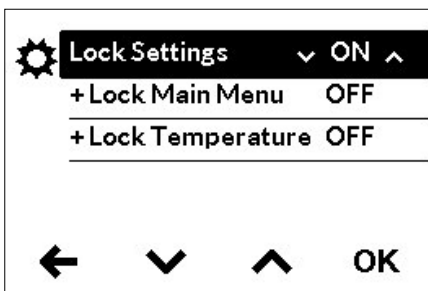 Lock Settings ON
+Lock Main Menu OFF
+Lock Temperature OFF
OK